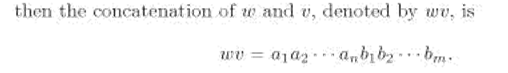 then the concatenation of w and v, denoted by wv, is
wv = a₁a₂ ⋯ aₙb₁b₂ ⋯ bₘ.